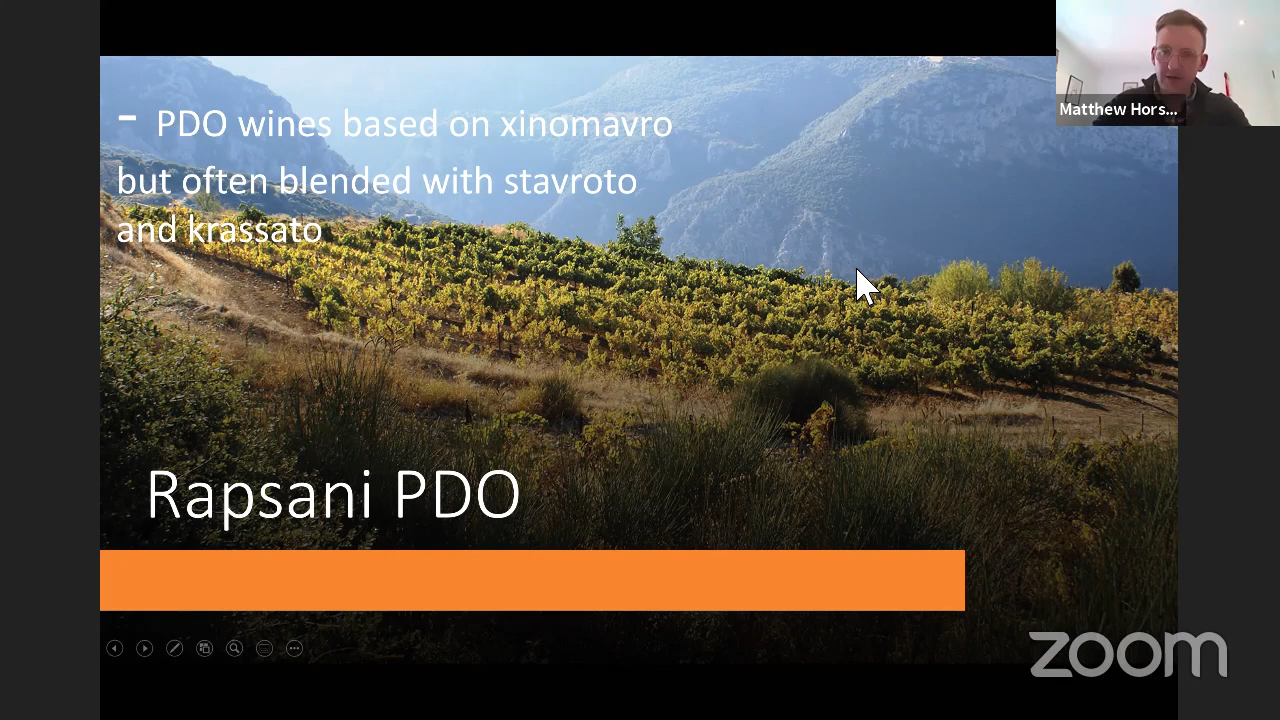 - PDO wines based on xinomavro
but often blended with stavroto
and krassato
Matthew Hors...
Rapsani PDO
zoom